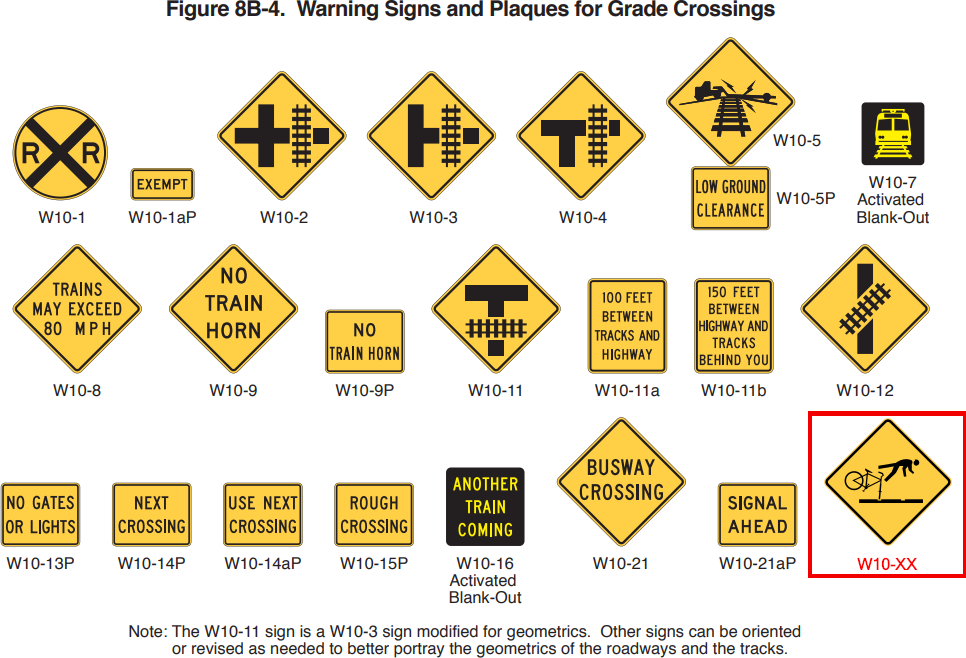 Figure 8B-4.  Warning Signs and Plaques for Grade Crossings
R R
W10-1
EXEMPT
W10-1aP
W10-2
W10-3
W10-4
W10-5
LOW GROUND
CLEARANCE
W10-5P
W10-7
Activated
Blank-Out
TRAINS
MAY EXCEED
80 MPH
W10-8
NO
TRAIN
HORN
W10-9
NO
TRAIN HORN
W10-9P
W10-11
100 FEET
BETWEEN
TRACKS AND
HIGHWAY
W10-11a
150 FEET
BETWEEN
HIGHWAY AND
TRACKS
BEHIND YOU
W10-11b
W10-12
NO GATES
OR LIGHTS
W10-13P
NEXT
CROSSING
W10-14P
USE NEXT
CROSSING
W10-14aP
ROUGH
CROSSING
W10-15P
ANOTHER
TRAIN
COMING
W10-16
Activated
Blank-Out
BUSWAY
CROSSING
W10-21
SIGNAL
AHEAD
W10-21aP
W10-XX
Note: The W10-11 sign is a W10-3 sign modified for geometrics.  Other signs can be oriented
or revised as needed to better portray the geometrics of the roadways and the tracks.